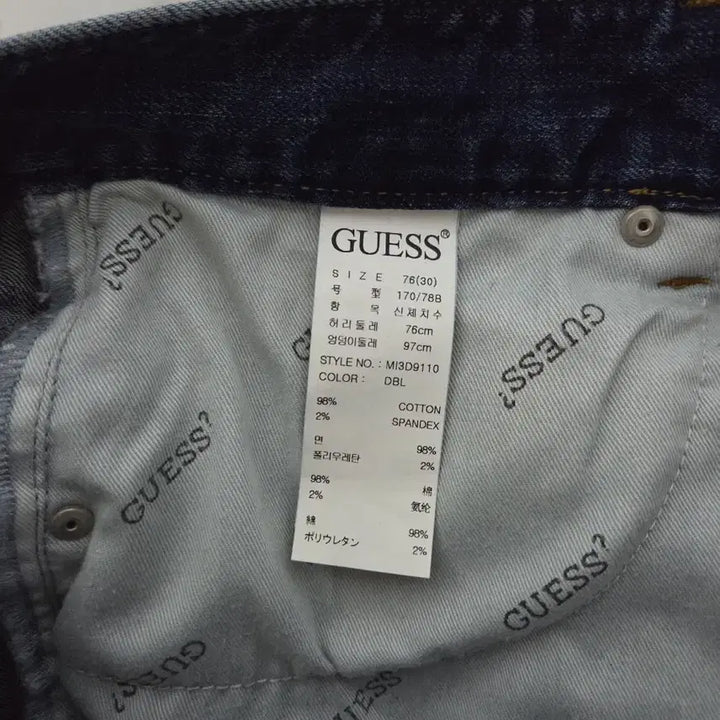 GUESS®
SIZE 76(30)
号 型 170/78B
항 목 신체치수
허리둘레 76cm
엉덩이둘레 97cm
STYLE NO. : MI3D9110
COLOR : DBL
98% COTTON
2% SPANDEX
면 98%
폴리우레탄 2%
98% 棉
2% 氨纶
綿 98%
ポリウレタン 2%
GUESS?
GUESS?
GUESS?
GUESS?
GUESS?
GUESS